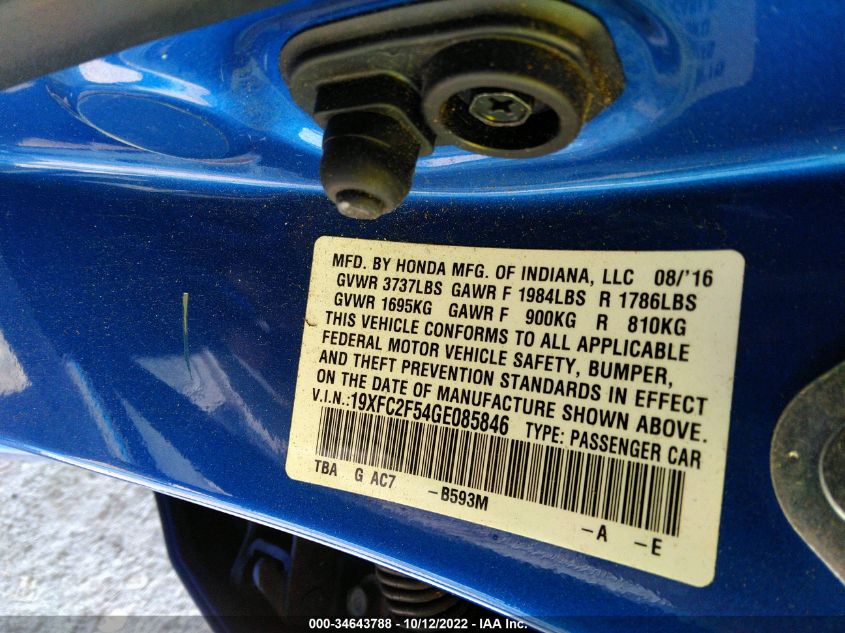 MFD. BY HONDA MFG. OF INDIANA, LLC 08/'16
GVWR 3737LBS GAWR F 1984LBS R 1786LBS
GVWR 1695KG GAWR F 900KG R 810KG
THIS VEHICLE CONFORMS TO ALL APPLICABLE
FEDERAL MOTOR VEHICLE SAFETY, BUMPER,
AND THEFT PREVENTION STANDARDS IN EFFECT
ON THE DATE OF MANUFACTURE SHOWN ABOVE.
V.I.N.:19XFC2F54GE085846 TYPE: PASSENGER CAR
TBA G AC7 -B593M -A -E
000-34643788 - 10/12/2022 - IAA Inc.